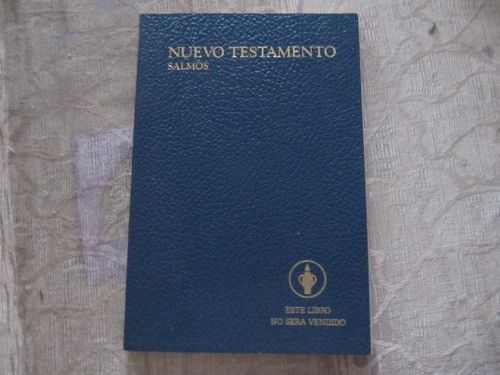 NUEVO TESTAMENTO
SALMOS
ESTE LIBRO
NO SERA VENDIDO